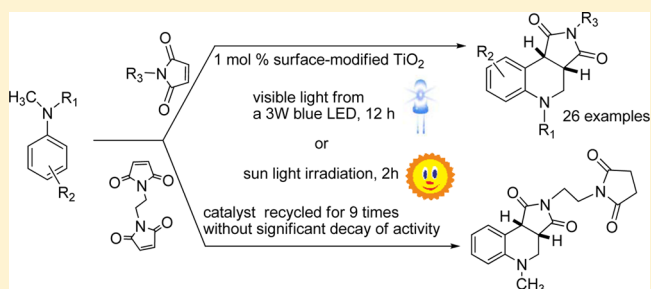 H₃C
N
R₁
R₂
O
R₃-N
O
1 mol % surface-modified TiO₂
visible light from
a 3W blue LED, 12 h
or
sun light irradiation, 2h
catalyst recycled for 9 times
without significant decay of activity
O
N
O
N
O
O
O
R₃
N
O
H
H
R₂
N
R₁
26 examples
O
N
O
N
O
O
H
H
N
CH₃